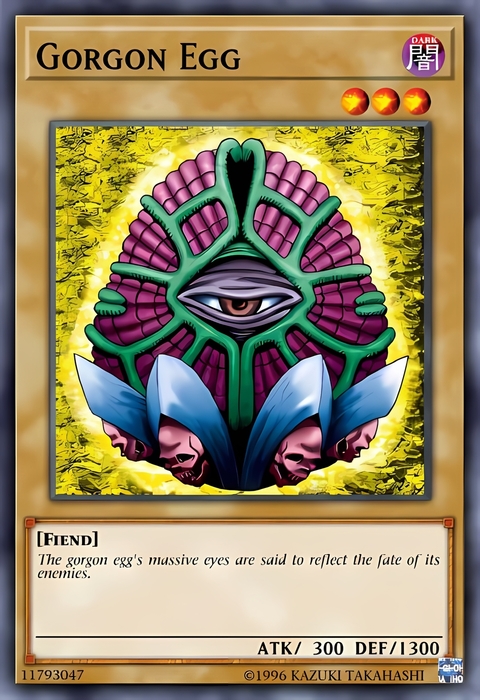 Gorgon Egg
DARK
闇
[Fiend]
The gorgon egg's massive eyes are said to reflect the fate of its
enemies.
ATK/ 300 DEF/1300
11793047
©1996 KAZUKI TAKAHASHI